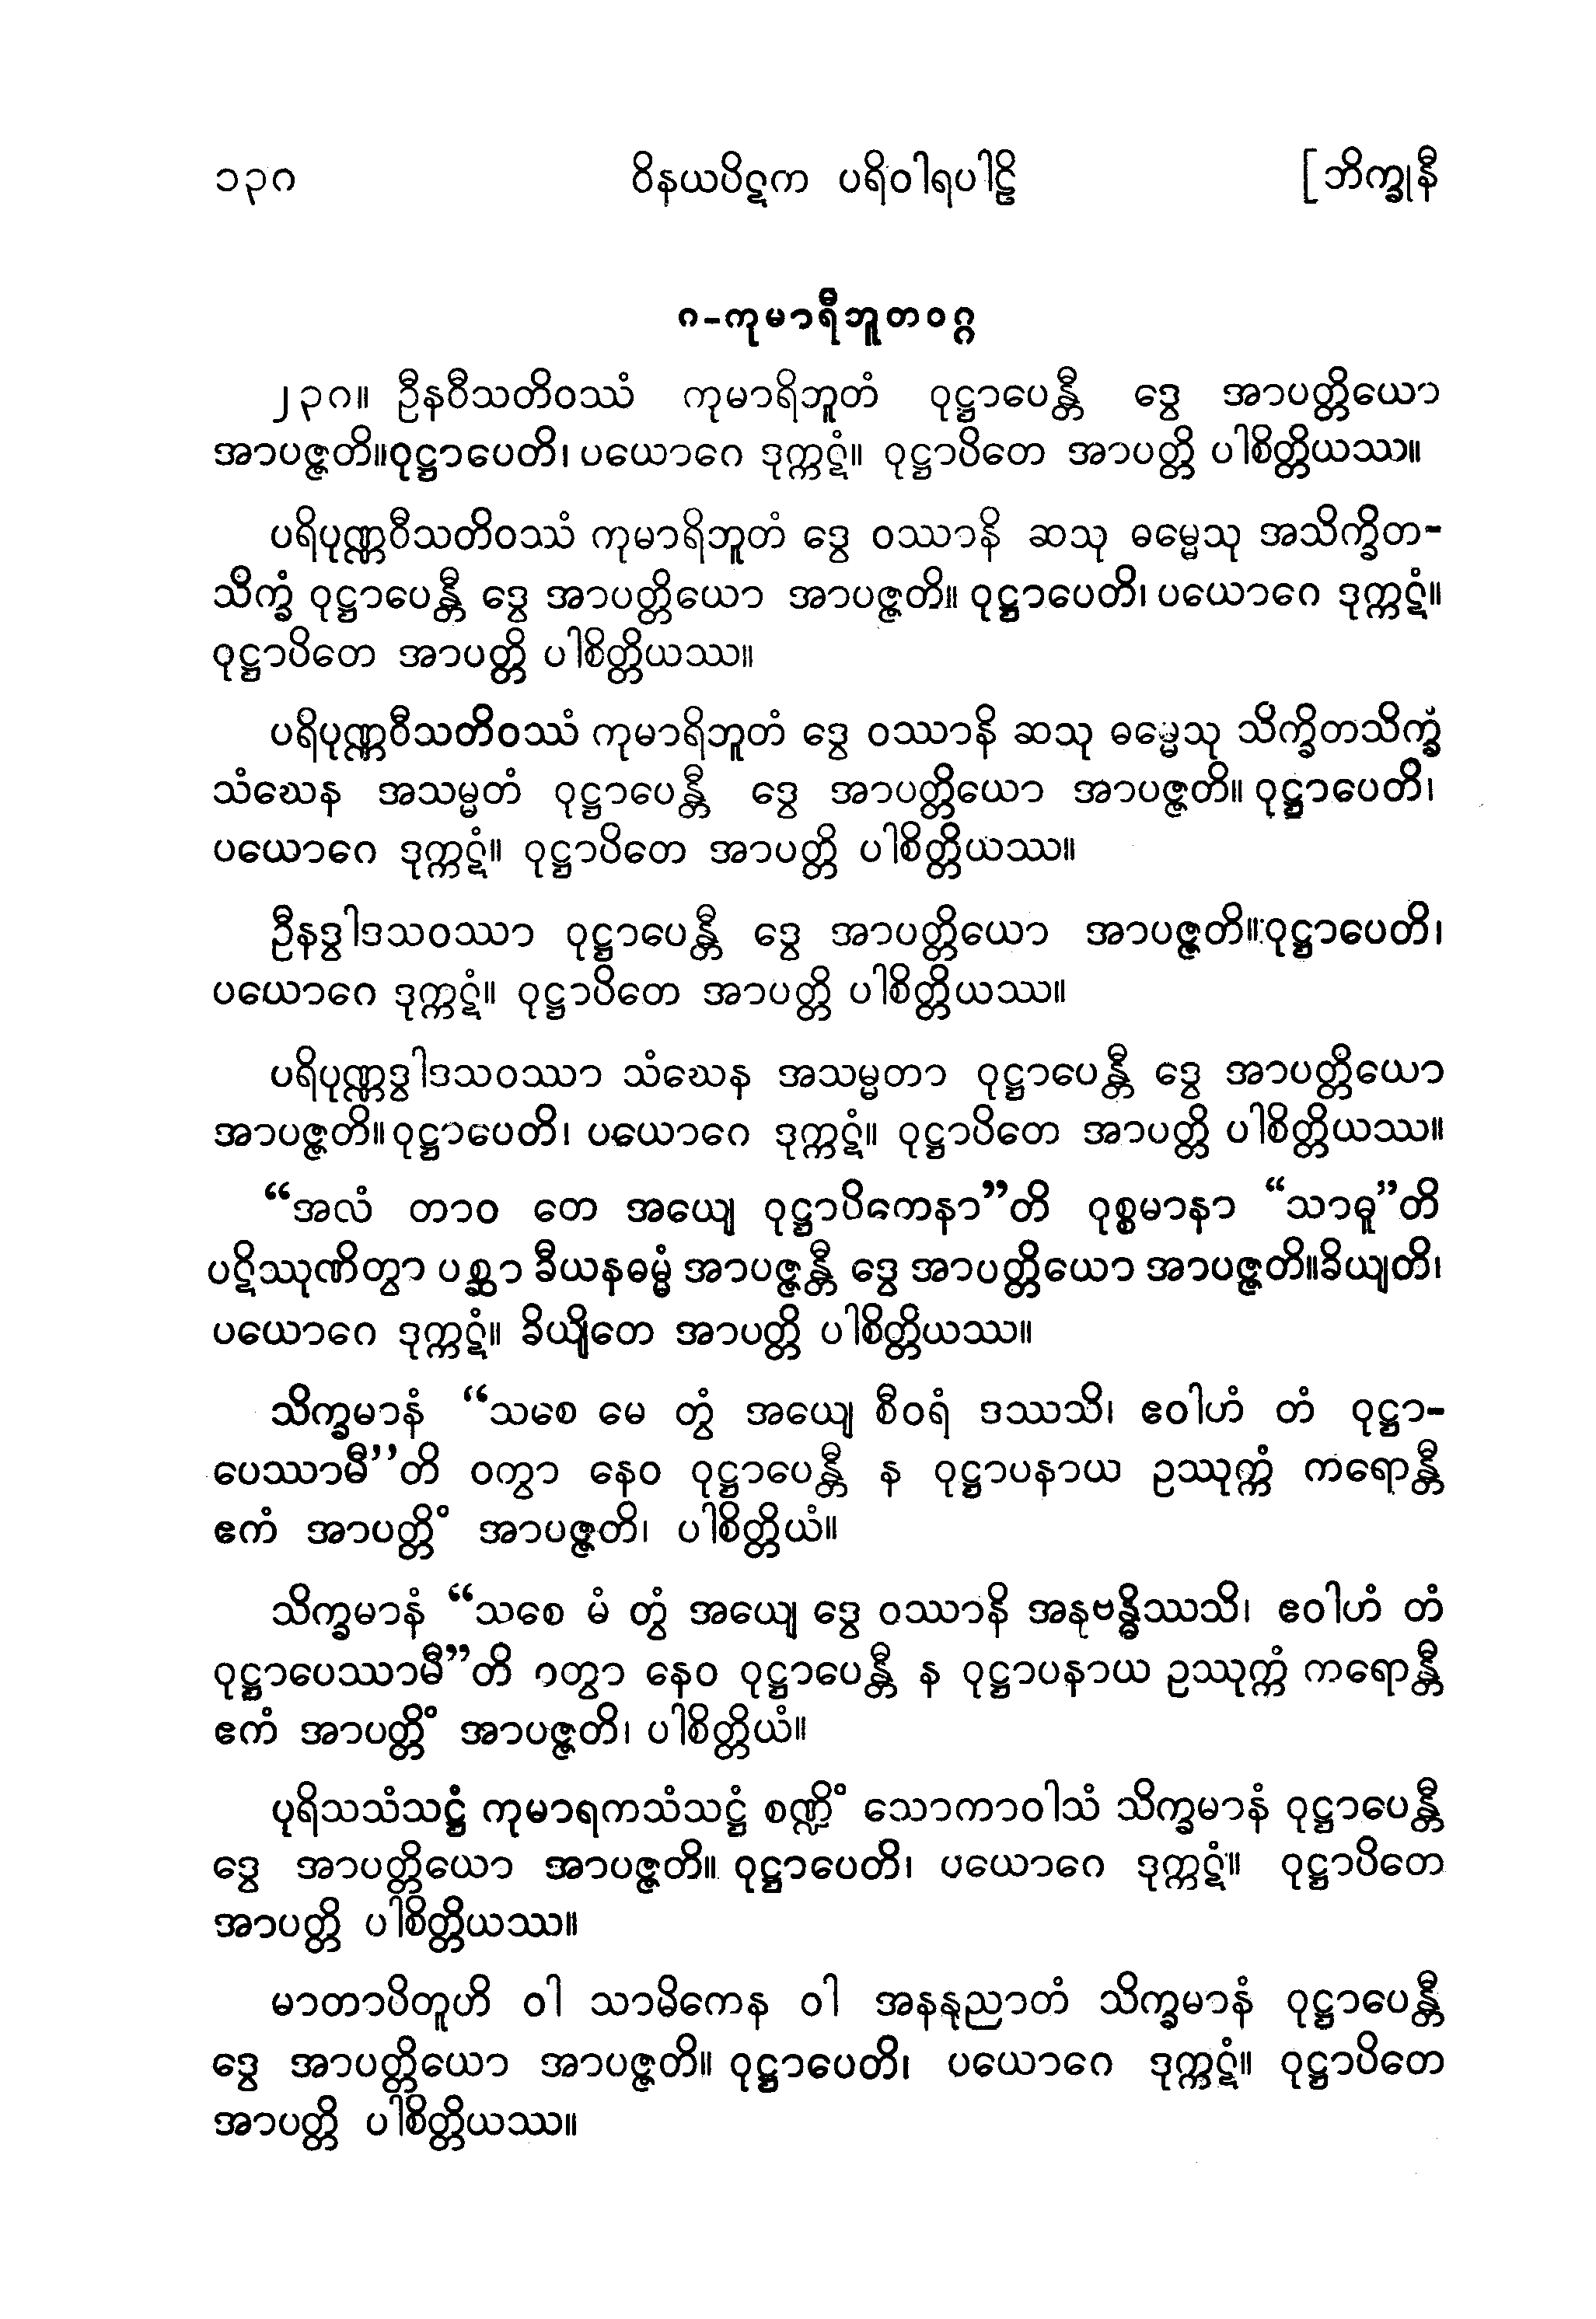 ၁၃၈ ဝိနယပိဋက ပရိဝါရပါဠိ [ဘိက္ခုနီ
၈-ကုမာရီဘူတဝဂ္ဂ
၂၃၈။ ဦနဝီသတိဝဿံ ကုမာရိဘူတံ ဝုဋ္ဌာပေန္တီ ဒွေ အာပတ္တိယော
အာပဇ္ဇတိ။ ဝုဋ္ဌာပေတိ၊ ပယောဂေ ဒုက္ကဋံ။ ဝုဋ္ဌာပိတေ အာပတ္တိ ပါစိတ္တိယဿ။
ပရိပုဏ္ဏဝီသတိဝဿံ ကုမာရိဘူတံ ဒွေ ဝဿာနိ ဆသု ဓမ္မေသု အသိက္ခိတ-
သိက္ခံ ဝုဋ္ဌာပေန္တီ ဒွေ အာပတ္တိယော အာပဇ္ဇတိ။ ဝုဋ္ဌာပေတိ၊ ပယောဂေ ဒုက္ကဋံ။
ဝုဋ္ဌာပိတေ အာပတ္တိ ပါစိတ္တိယဿ။
ပရိပုဏ္ဏဝီသတိဝဿံ ကုမာရိဘူတံ ဒွေ ဝဿာနိ ဆသု ဓမ္မေသု သိက္ခိတသိက္ခံ
သံဃေန အသမ္မတံ ဝုဋ္ဌာပေန္တီ ဒွေ အာပတ္တိယော အာပဇ္ဇတိ။ ဝုဋ္ဌာပေတိ၊
ပယောဂေ ဒုက္ကဋံ။ ဝုဋ္ဌာပိတေ အာပတ္တိ ပါစိတ္တိယဿ။
ဦနဒွါဒသဝဿာ ဝုဋ္ဌာပေန္တီ ဒွေ အာပတ္တိယော အာပဇ္ဇတိ။ ဝုဋ္ဌာပေတိ၊
ပယောဂေ ဒုက္ကဋံ။ ဝုဋ္ဌာပိတေ အာပတ္တိ ပါစိတ္တိယဿ။
ပရိပုဏ္ဏဒွါဒသဝဿာ သံဃေန အသမ္မတာ ဝုဋ္ဌာပေန္တီ ဒွေ အာပတ္တိယော
အာပဇ္ဇတိ။ ဝုဋ္ဌာပေတိ၊ ပယောဂေ ဒုက္ကဋံ။ ဝုဋ္ဌာပိတေ အာပတ္တိ ပါစိတ္တိယဿ။
“အလံ တာဝ တေ အယျေ ဝုဋ္ဌာပိကေနာ”တိ ဝုစ္စမာနာ “သာဓူ”တိ
ပဋိဿုဏိတွာ ပစ္ဆာ ခီယနဓမ္မံ အာပဇ္ဇန္တီ ဒွေ အာပတ္တိယော အာပဇ္ဇတိ။ ခိယျတိ၊
ပယောဂေ ဒုက္ကဋံ။ ခိယျိတေ အာပတ္တိ ပါစိတ္တိယဿ။
သိက္ခမာနံ “သစေ မေ တွံ အယျေ စီဝရံ ဒဿသိ၊ ဧဝါဟံ တံ ဝုဋ္ဌာ-
ပေဿာမီ’’တိ ဝတွာ နေဝ ဝုဋ္ဌာပေန္တီ န ဝုဋ္ဌာပနာယ ဥဿုက္ကံ ကရောန္တီ
ဧကံ အာပတ္တိံ အာပဇ္ဇတိ၊ ပါစိတ္တိယံ။
သိက္ခမာနံ “သစေ မံ တွံ အယျေ ဒွေ ဝဿာနိ အနုဗန္ဓိဿသိ၊ ဧဝါဟံ တံ
ဝုဋ္ဌာပေဿာမီ”တိ ဝတွာ နေဝ ဝုဋ္ဌာပေန္တီ န ဝုဋ္ဌာပနာယ ဥဿုက္ကံ ကရောန္တီ
ဧကံ အာပတ္တိံ အာပဇ္ဇတိ၊ ပါစိတ္တိယံ။
ပုရိသသံသဋ္ဌံ ကုမာရကသံသဋ္ဌံ စဏ္ဍိံ သောကာဝါသံ သိက္ခမာနံ ဝုဋ္ဌာပေန္တီ
ဒွေ အာပတ္တိယော အာပဇ္ဇတိ။ ဝုဋ္ဌာပေတိ၊ ပယောဂေ ဒုက္ကဋံ။ ဝုဋ္ဌာပိတေ
အာပတ္တိ ပါစိတ္တိယဿ။
မာတာပိတူဟိ ဝါ သာမိကေန ဝါ အနနုညာတံ သိက္ခမာနံ ဝုဋ္ဌာပေန္တီ
ဒွေ အာပတ္တိယော အာပဇ္ဇတိ။ ဝုဋ္ဌာပေတိ၊ ပယောဂေ ဒုက္ကဋံ။ ဝုဋ္ဌာပိတေ
အာပတ္တိ ပါစိတ္တိယဿ။